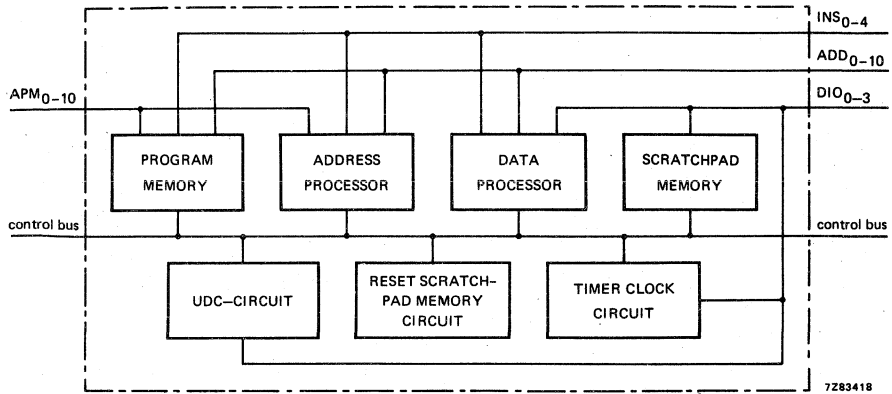 INS0-4
ADD0-10
APM0-10
DIO0-3
PROGRAM
MEMORY
ADDRESS
PROCESSOR
DATA
PROCESSOR
SCRATCHPAD
MEMORY
control bus
control bus
UDC-CIRCUIT
RESET SCRATCH-
PAD MEMORY
CIRCUIT
TIMER CLOCK
CIRCUIT
7Z83418